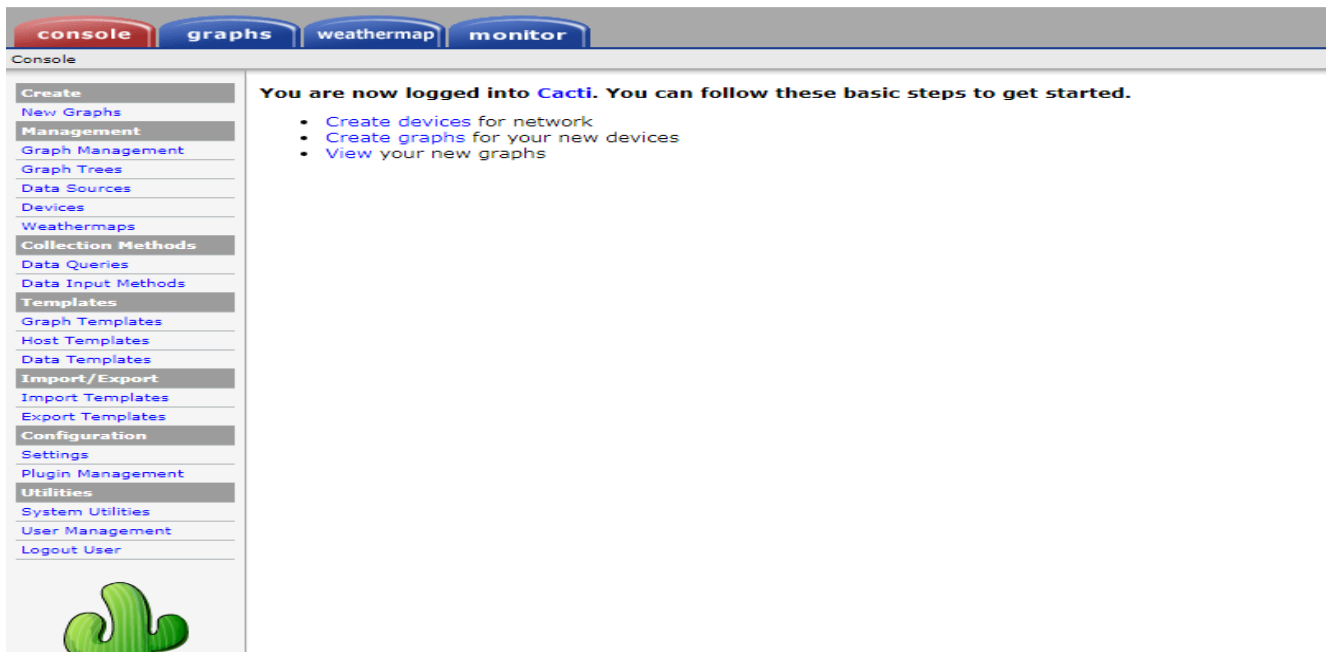 console graphs weathermap monitor
Console
Create
New Graphs
Management
Graph Management
Graph Trees
Data Sources
Devices
Weathermaps
Collection Methods
Data Queries
Data Input Methods
Templates
Graph Templates
Host Templates
Data Templates
Import/Export
Import Templates
Export Templates
Configuration
Settings
Plugin Management
Utilities
System Utilities
User Management
Logout User
You are now logged into Cacti. You can follow these basic steps to get started.
• Create devices for network
• Create graphs for your new devices
• View your new graphs